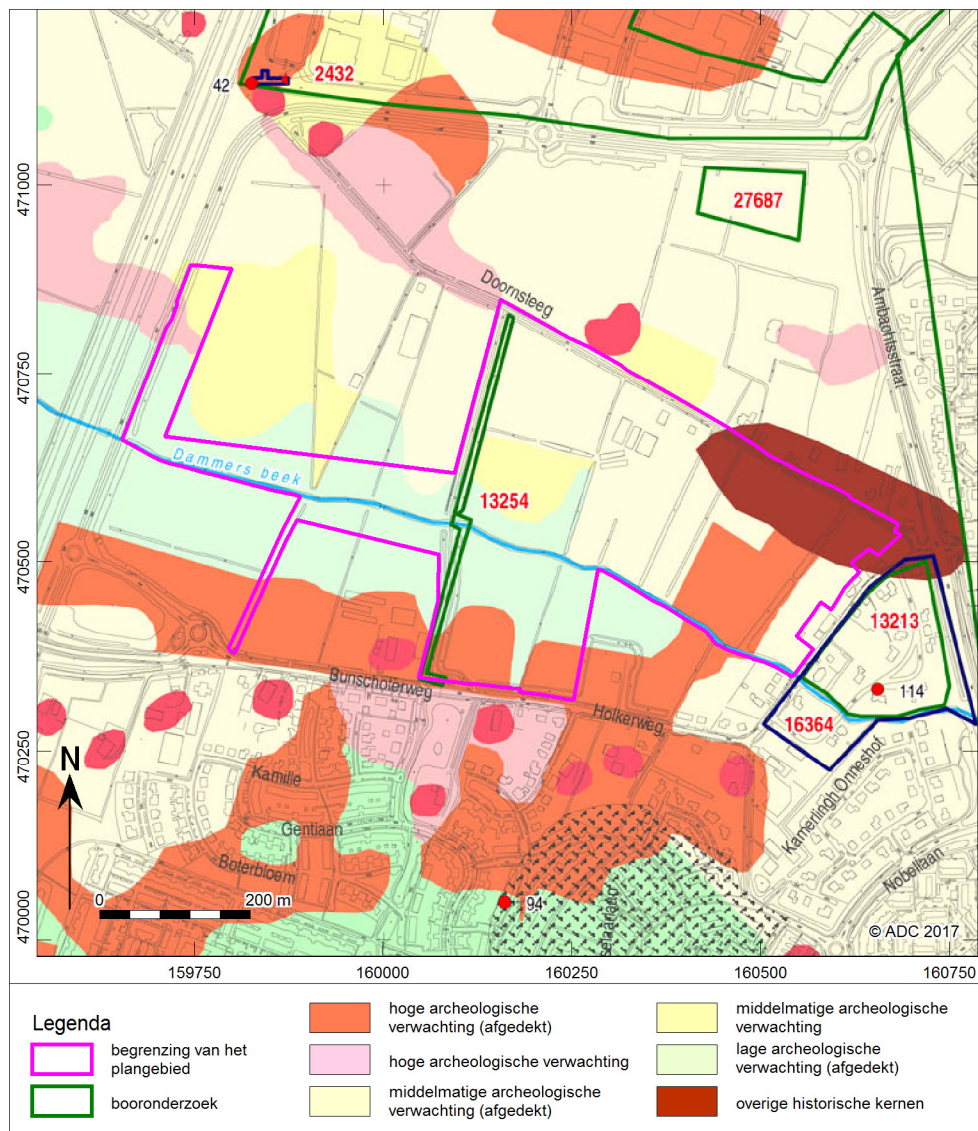 42
2432
471000
27687
Doornsteeg
Ambachtsstraat
470750
Dammers beek
13254
470500
13213
114
Bunschoterweg
Holkerweg
16364
470250
N
Kamille
Kamerlingh Onneshof
Gentiaan
Boterbloem
Nobellaan
0 200 m
94
470000
© ADC 2017
159750 160000 160250 160500 160750
Legenda
begrenzing van het
plangebied
booronderzoek
hoge archeologische
verwachting (afgedekt)
hoge archeologische verwachting
middelmatige archeologische
verwachting (afgedekt)
middelmatige archeologische
verwachting
lage archeologische
verwachting (afgedekt)
overige historische kernen